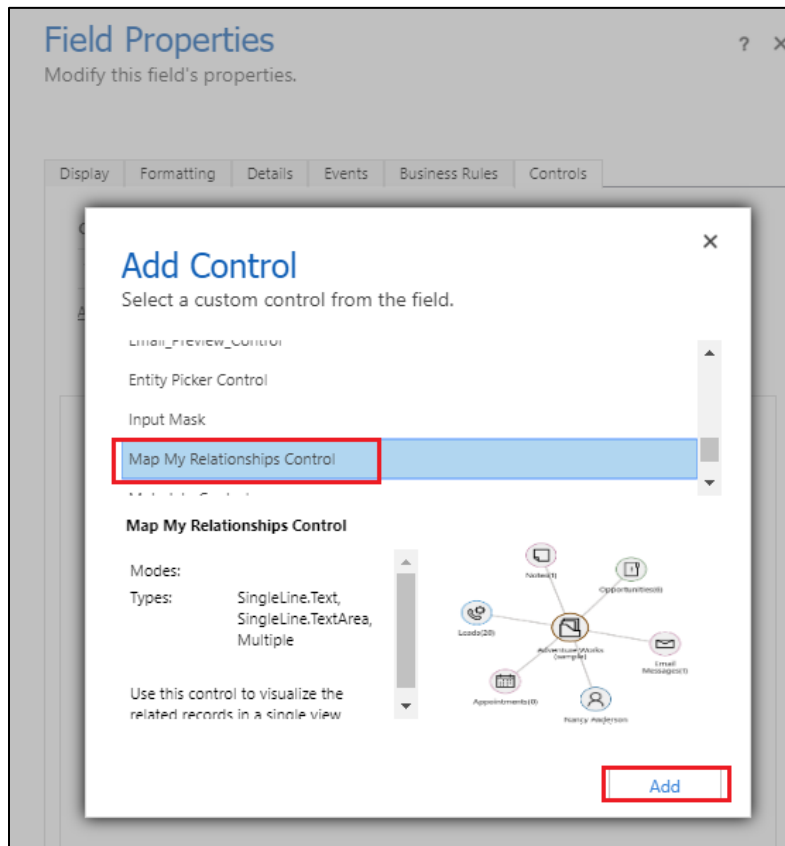 Field Properties
? ×
Modify this field's properties.
Display Formatting Details Events Business Rules Controls
Add Control
Select a custom control from the field.
Email_Preview_Control
Entity Picker Control
Input Mask
Map My Relationships Control
Map My Relationships Control
Modes:
Types: SingleLine.Text,
SingleLine.TextArea,
Multiple
Use this control to visualize the
related records in a single view
Notes(1)
Opportunities(6)
Leads(20)
Adventure Works
(sample)
Email
Messages(1)
Appointments(0)
Nancy Anderson
Add